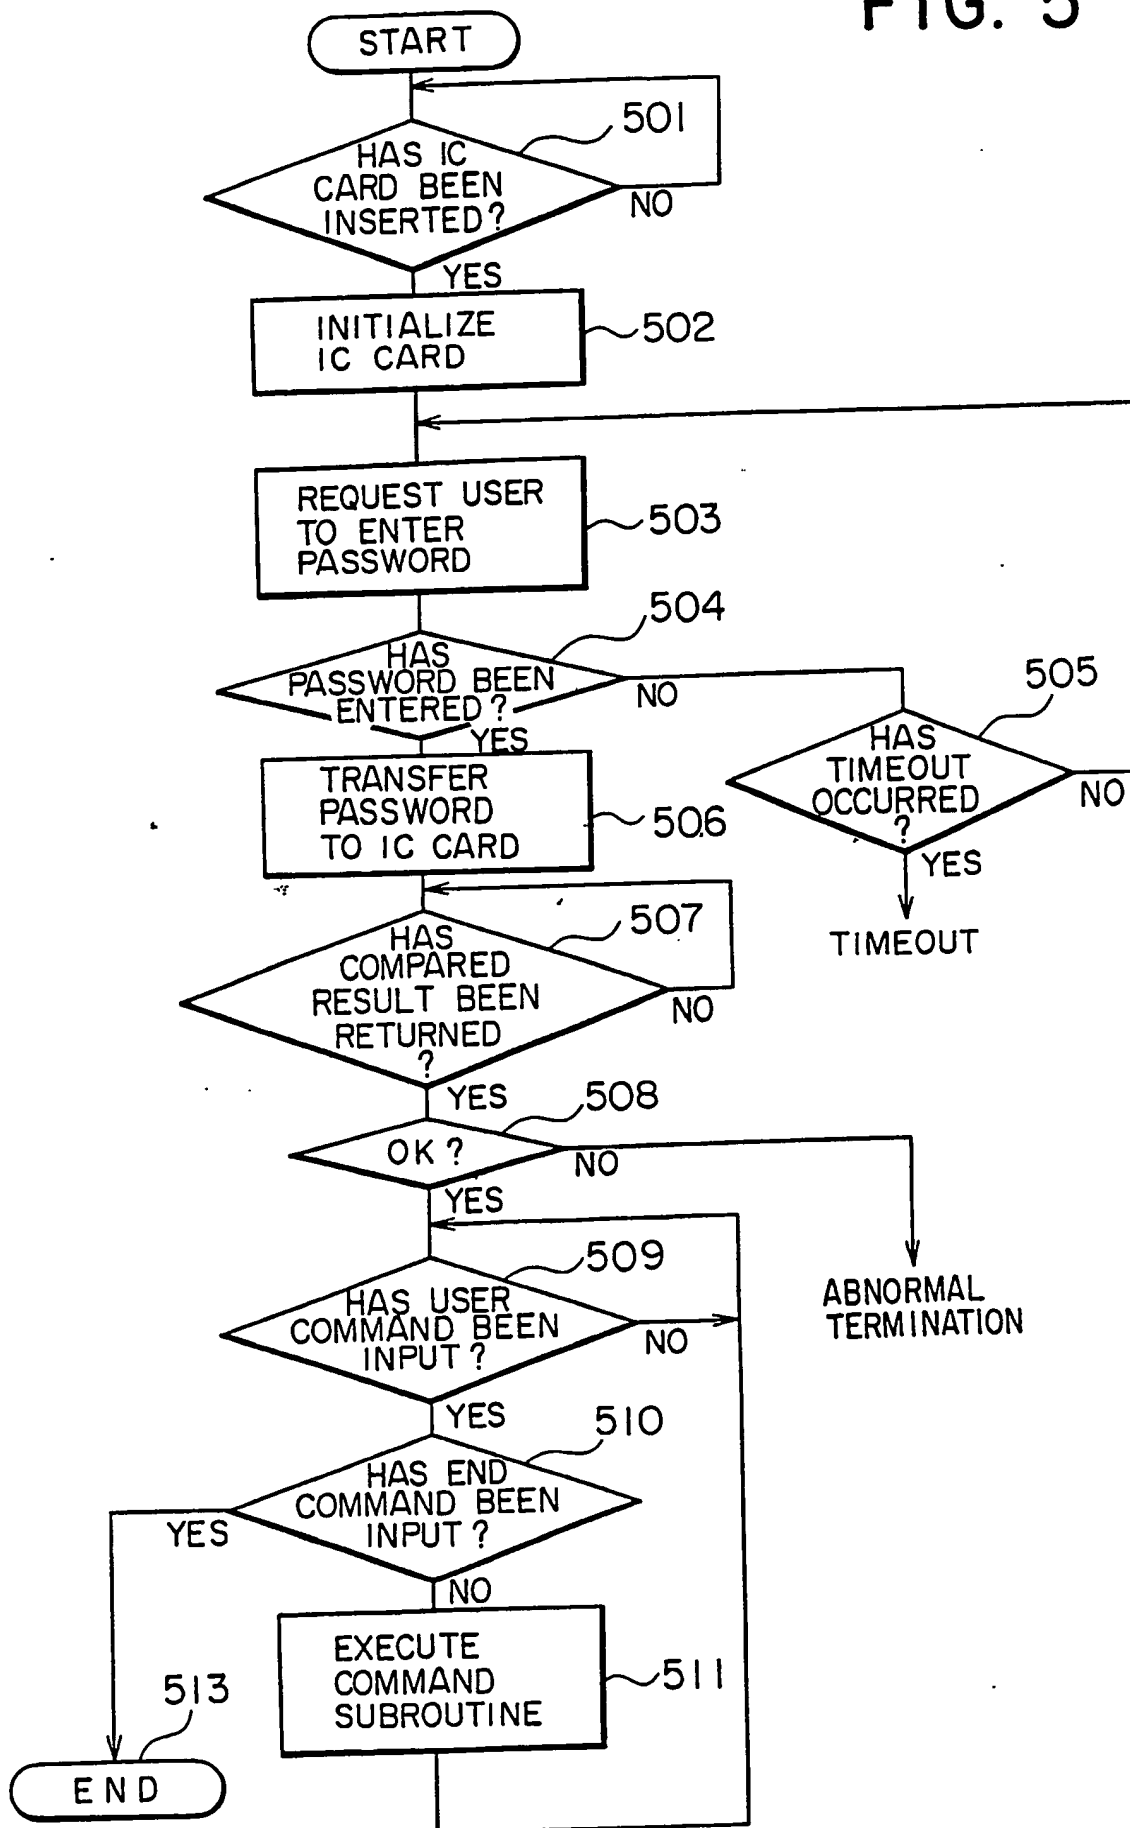 FIG. 5
START
501
HAS IC
CARD BEEN
INSERTED?
NO
YES
INITIALIZE
IC CARD
502
REQUEST USER
TO ENTER
PASSWORD
503
504
HAS
PASSWORD BEEN
ENTERED?
NO
YES
505
HAS
TIMEOUT
OCCURRED
?
NO
YES
TIMEOUT
TRANSFER
PASSWORD
TO IC CARD
506
507
HAS
COMPARED
RESULT BEEN
RETURNED
?
NO
YES
508
OK?
NO
YES
ABNORMAL
TERMINATION
509
HAS USER
COMMAND BEEN
INPUT?
NO
YES
510
HAS END
COMMAND BEEN
INPUT?
YES
NO
EXECUTE
COMMAND
SUBROUTINE
511
513
END